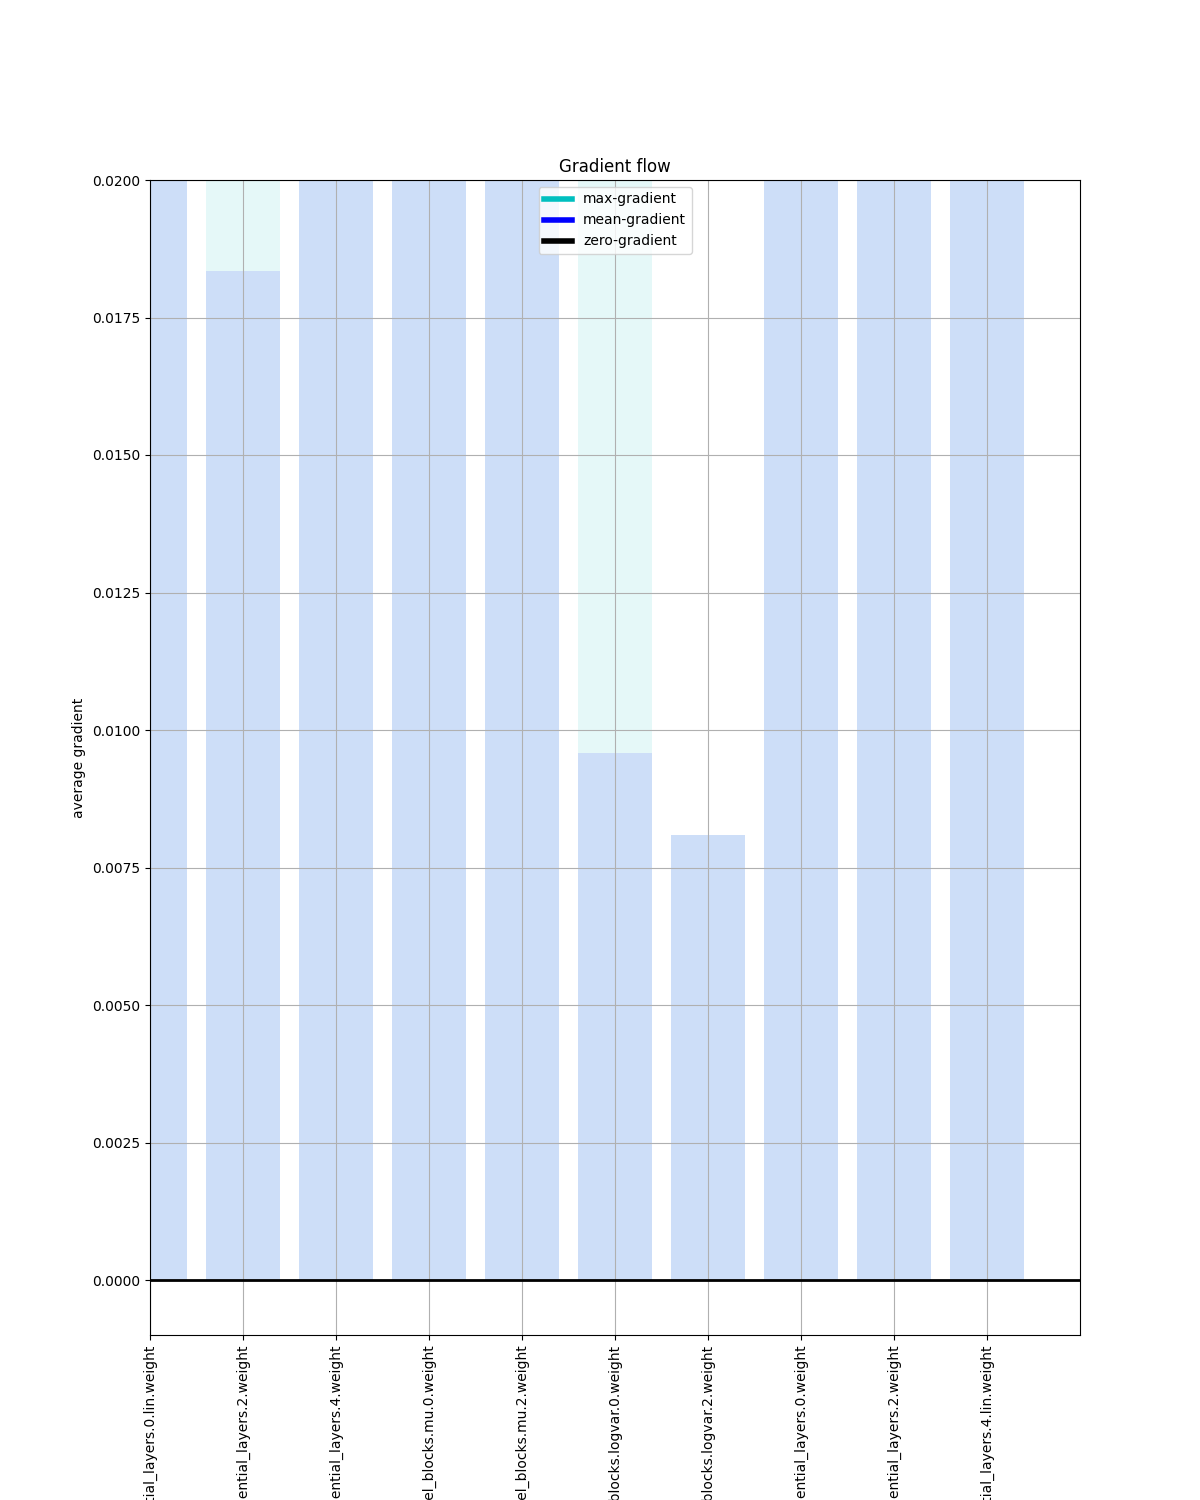 Gradient flow
max-gradient
mean-gradient
zero-gradient
0.0200
0.0175
0.0150
0.0125
0.0100
0.0075
0.0050
0.0025
0.0000
average gradient
tial_layers.0.lin.weight
ential_layers.2.weight
ential_layers.4.weight
el_blocks.mu.0.weight
el_blocks.mu.2.weight
blocks.logvar.0.weight
blocks.logvar.2.weight
ential_layers.0.weight
ential_layers.2.weight
tial_layers.4.lin.weight